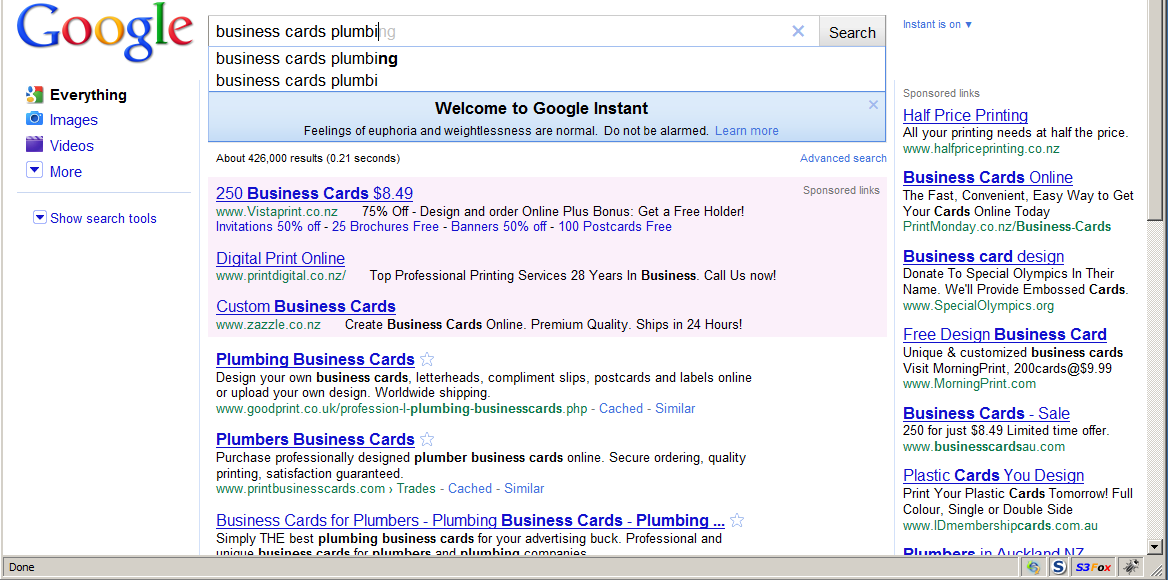 Google
business cards plumbing
Search
Instant is on ▼
business cards plumbing
business cards plumbi
Everything
Images
Videos
More
Show search tools
Welcome to Google Instant
Feelings of euphoria and weightlessness are normal. Do not be alarmed. Learn more
About 426,000 results (0.21 seconds)
Advanced search
250 Business Cards $8.49
Sponsored links
www.Vistaprint.co.nz 75% Off - Design and order Online Plus Bonus: Get a Free Holder!
Invitations 50% off - 25 Brochures Free - Banners 50% off - 100 Postcards Free
Digital Print Online
www.printdigital.co.nz/ Top Professional Printing Services 28 Years In Business. Call Us now!
Custom Business Cards
www.zazzle.co.nz Create Business Cards Online. Premium Quality. Ships in 24 Hours!
Plumbing Business Cards
Design your own business cards, letterheads, compliment slips, postcards and labels online
or upload your own design. Worldwide shipping.
www.goodprint.co.uk/profession-l-plumbing-businesscards.php - Cached - Similar
Plumbers Business Cards
Purchase professionally designed plumber business cards online. Secure ordering, quality
printing, satisfaction guaranteed.
www.printbusinesscards.com › Trades - Cached - Similar
Business Cards for Plumbers - Plumbing Business Cards - Plumbing ...
Simply THE best plumbing business cards for your advertising buck. Professional and
unique business cards for plumbers and plumbing companies.
Sponsored links
Half Price Printing
All your printing needs at half the price.
www.halfpriceprinting.co.nz
Business Cards Online
The Fast, Convenient, Easy Way to Get
Your Cards Online Today
PrintMonday.co.nz/Business-Cards
Business card design
Donate To Special Olympics In Their
Name. We'll Provide Embossed Cards.
www.SpecialOlympics.org
Free Design Business Card
Unique & customized business cards
Visit MorningPrint, 200cards@$9.99
www.MorningPrint.com
Business Cards - Sale
250 for just $8.49 Limited time offer.
www.businesscardsau.com
Plastic Cards You Design
Print Your Plastic Cards Tomorrow! Full
Colour, Single or Double Side
www.IDmembershipcards.com.au
Plumbers in Auckland NZ
Done
S
S3Fox